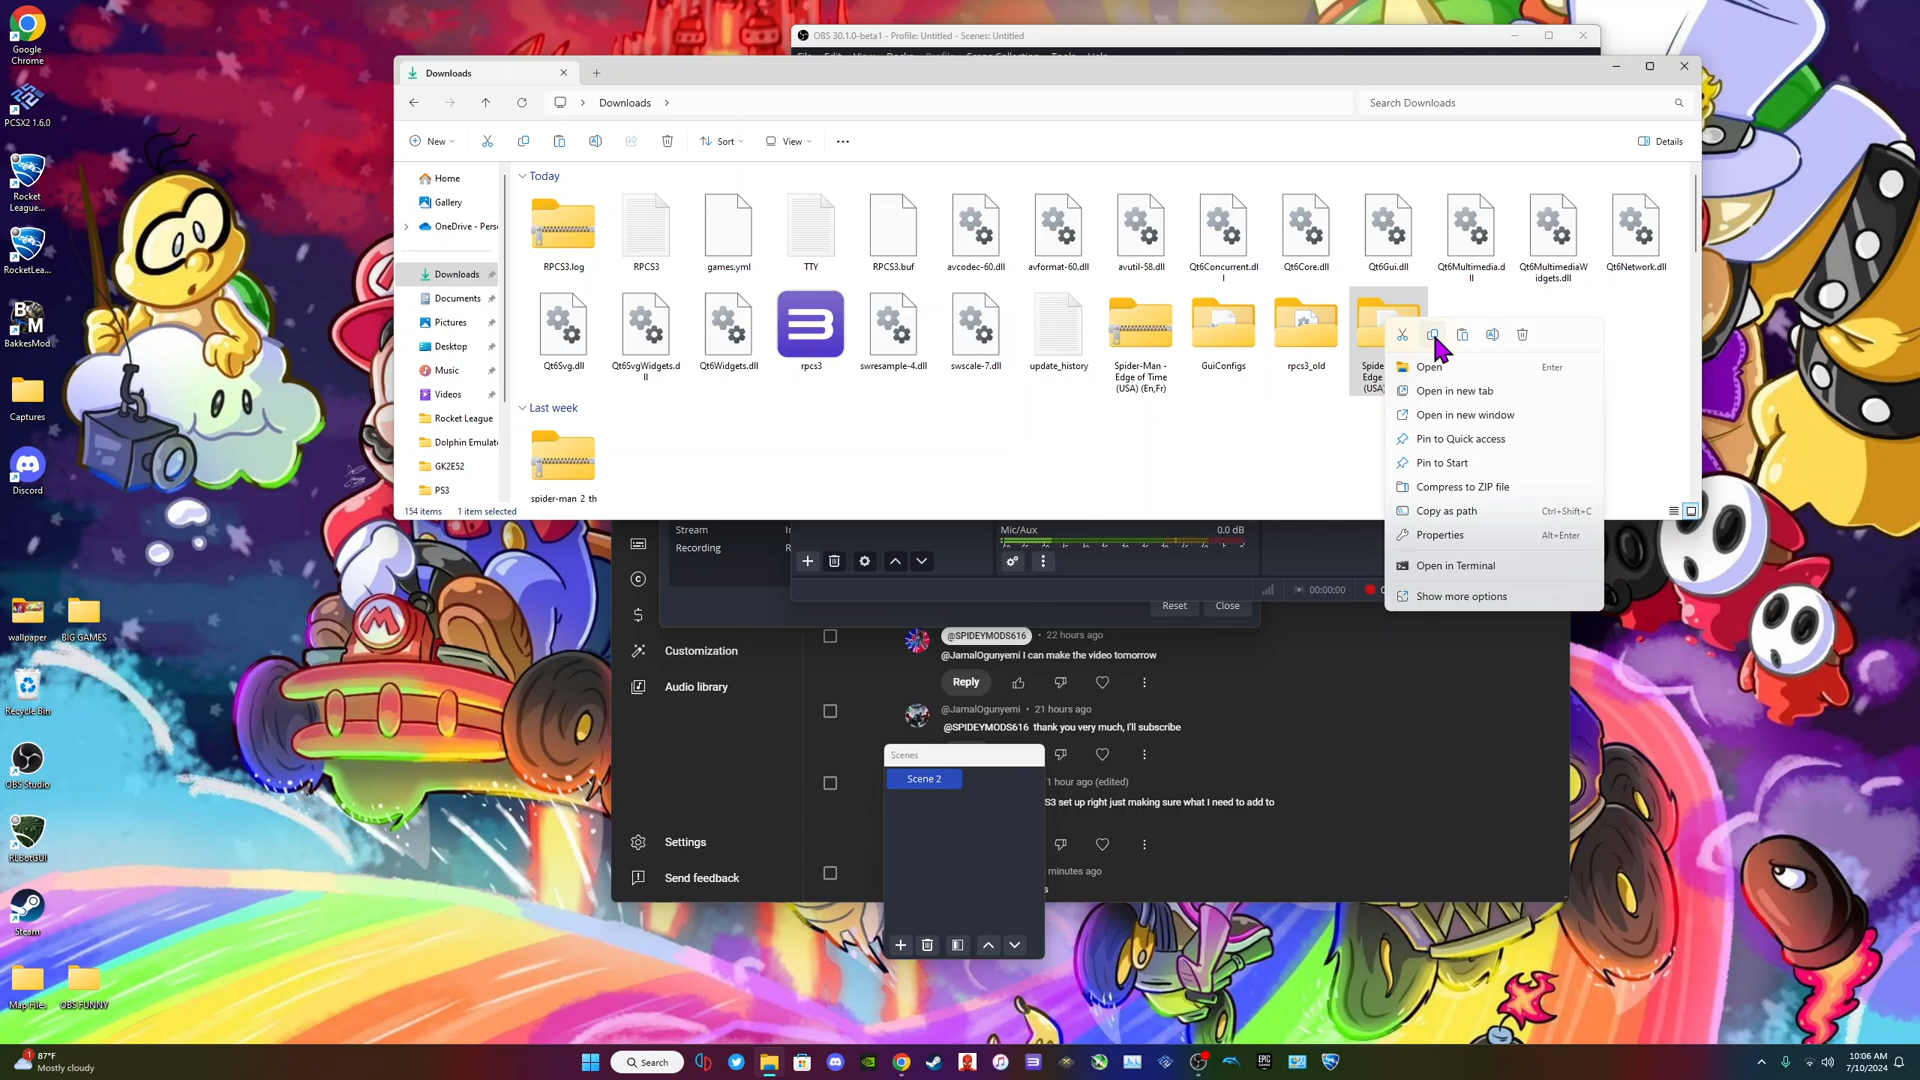 Google
Chrome
PCSX2 1.6.0
Rocket
League...
RocketLea...
BakkesMod
Captures
Discord
wallpaper
BIG GAMES
Recycle Bin
OBS Studio
RLBotGUI
Steam
Map Files
OBS FUNNY
OBS 30.1.0-beta1 - Profile: Untitled - Scenes: Untitled
Downloads
Downloads
Search Downloads
New
Sort
View
Details
Home
Gallery
OneDrive - Pers
Downloads
Documents
Pictures
Desktop
Music
Videos
Rocket League
Dolphin Emulat
GK2E52
PS3
Today
RPCS3.log
RPCS3
games.yml
TTY
RPCS3.buf
avcodec-60.dll
avformat-60.dll
avutil-58.dll
Qt6Concurrent.dl
l
Qt6Core.dll
Qt6Gui.dll
Qt6Multimedia.d
ll
Qt6MultimediaW
idgets.dll
Qt6Network.dll
Qt6Svg.dll
Qt6SvgWidgets.d
ll
Qt6Widgets.dll
rpcs3
swresample-4.dll
swscale-7.dll
update_history
Spider-Man -
Edge of Time
(USA) (En,Fr)
GuiConfigs
rpcs3_old
Spide
Edge
(USA)
Last week
spider-man 2 th
154 items
1 item selected
Open
Enter
Open in new tab
Open in new window
Pin to Quick access
Pin to Start
Compress to ZIP file
Copy as path
Ctrl+Shift+C
Properties
Alt+Enter
Open in Terminal
Show more options
Stream
Recording
Mic/Aux
0.0 dB
00:00:00
Reset
Close
Customization
Audio library
Settings
Send feedback
@SPIDEYMODS616 • 22 hours ago
@JamalOgunyemi I can make the video tomorrow
Reply
@JamalOgunyemi • 21 hours ago
@SPIDEYMODS616 thank you very much, I'll subscribe
1 hour ago (edited)
S3 set up right just making sure what I need to add to
minutes ago
s
Scenes
Scene 2
87°F
Mostly cloudy
Search
10:06 AM
7/10/2024